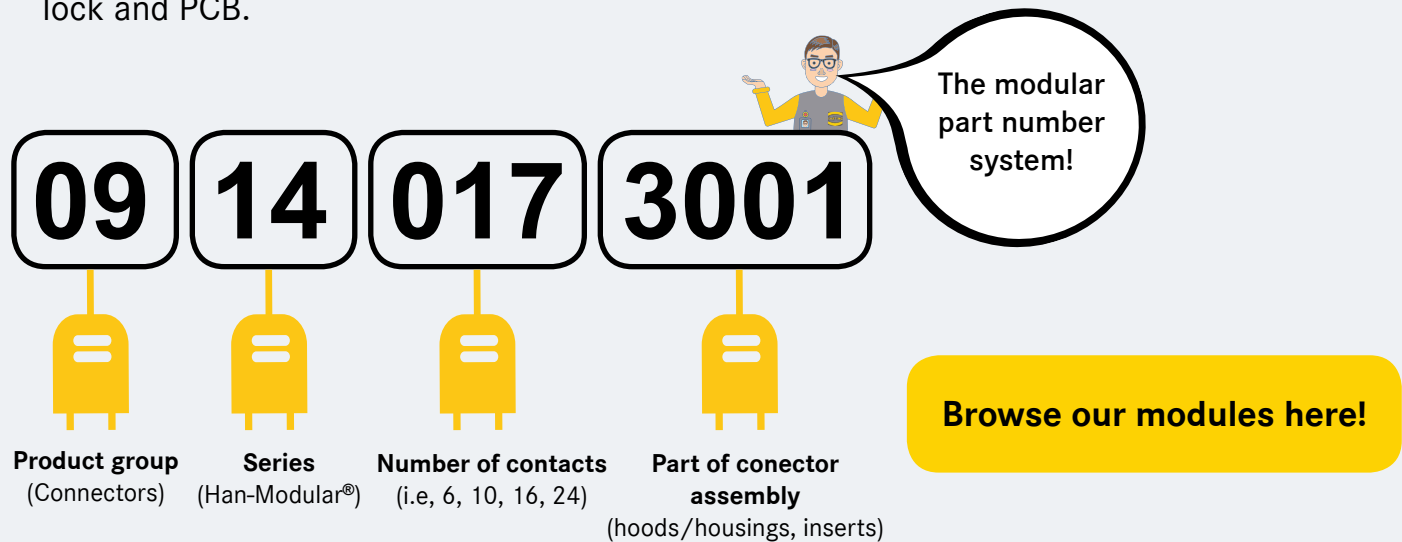 lock and PCB.
The modular
part number
system!
09 14 017 3001
Product group
(Connectors)
Series
(Han-Modular®)
Number of contacts
(i.e, 6, 10, 16, 24)
Part of conector
assembly
(hoods/housings, inserts)
Browse our modules here!